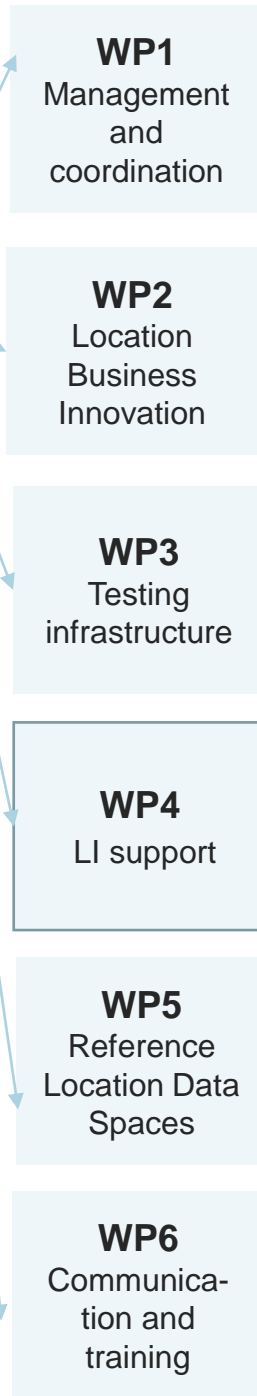 WP1
Management
and
coordination
WP2
Location
Business
Innovation
WP3
Testing
infrastructure
WP4
LI support
WP5
Reference
Location Data
Spaces
WP6
Communica-
tion and
training